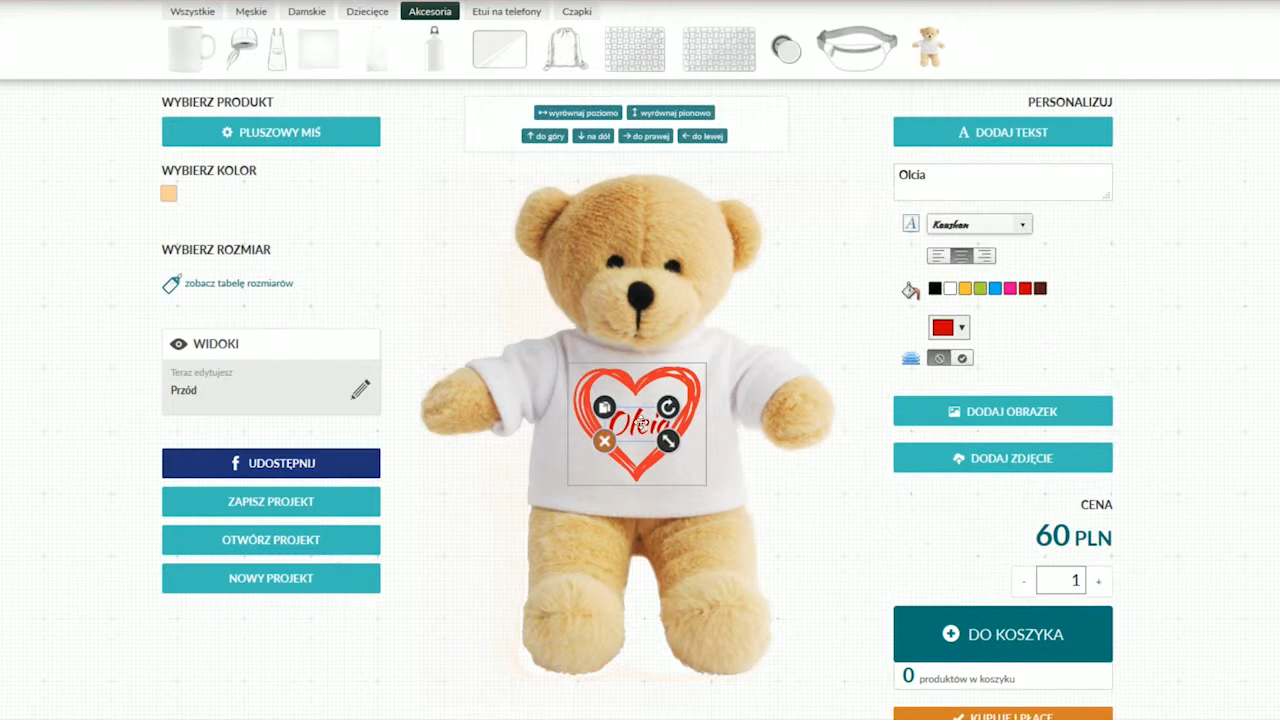 Wszystkie Męskie Damskie Dziecięce Akcesoria Etui na telefony Czapki
WYBIERZ PRODUKT
PLUSZOWY MIŚ
WYBIERZ KOLOR
WYBIERZ ROZMIAR
zobacz tabelę rozmiarów
WIDOKI
Teraz edytujesz
Przód
UDOSTĘPNIJ
ZAPISZ PROJEKT
OTWÓRZ PROJEKT
NOWY PROJEKT
wyrównaj poziomo wyrównaj pionowo
do góry na dół do prawej do lewej
Olcia
PERSONALIZUJ
DODAJ TEKST
Olcia
Kaushan
DODAJ OBRAZEK
DODAJ ZDJĘCIE
CENA
60 PLN
- 1 +
DO KOSZYKA
0 produktów w koszyku
KUPUJĘ I PŁACĘ